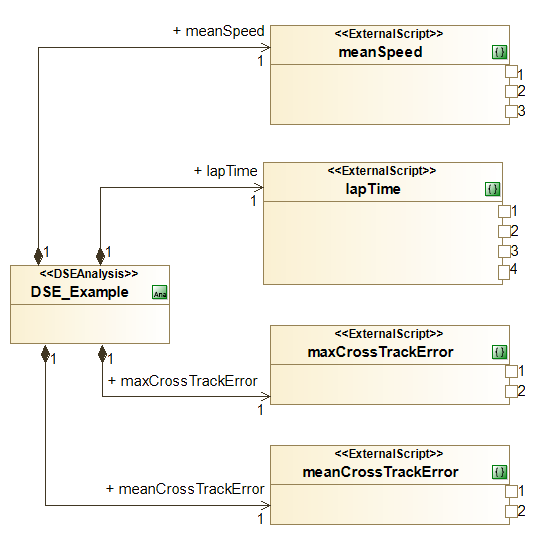 + meanSpeed
1
<<ExternalScript>>
meanSpeed
{}
1
2
3
+ lapTime
1
<<ExternalScript>>
lapTime
{}
1
2
3
4
1
1
<<DSEAnalysis>>
DSE_Example
Ana
1
1
+ maxCrossTrackError
1
<<ExternalScript>>
maxCrossTrackError
{}
1
2
+ meanCrossTrackError
1
<<ExternalScript>>
meanCrossTrackError
{}
1
2